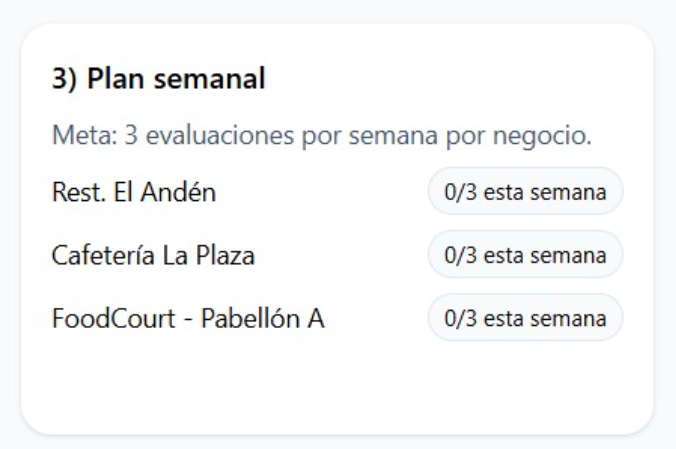 3) Plan semanal
Meta: 3 evaluaciones por semana por negocio.
Rest. El Andén 0/3 esta semana
Cafetería La Plaza 0/3 esta semana
FoodCourt - Pabellón A 0/3 esta semana